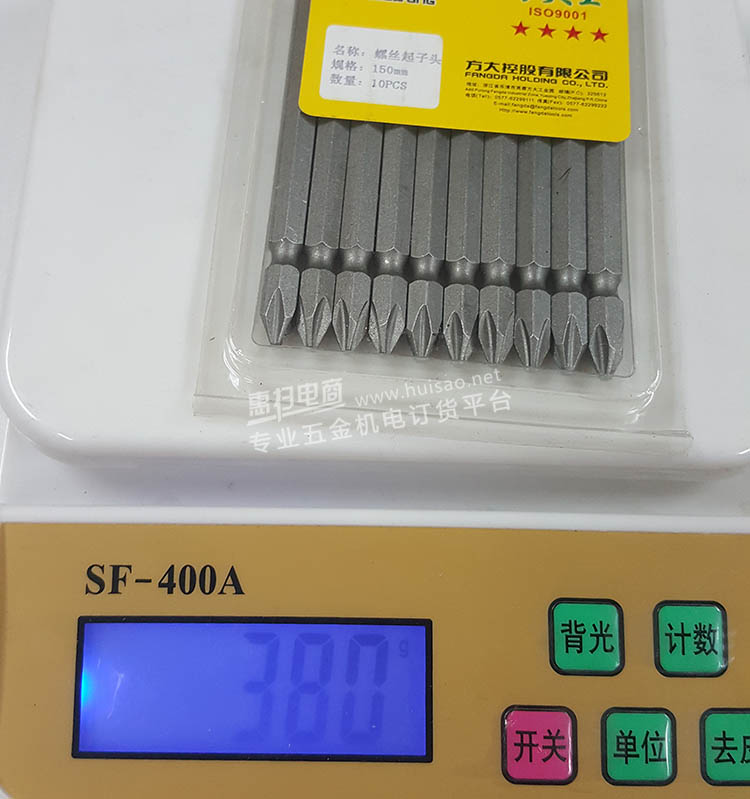 ISO9001
名称: 螺丝起子头
规格: 150mm
数量: 10PCS
方大控股有限公司
FANGDA HOLDING CO., LTD.
惠扫电商 www.huisao.net
专业五金机电订货平台
SF-400A
380 g
背光
计数
开关
单位
去皮